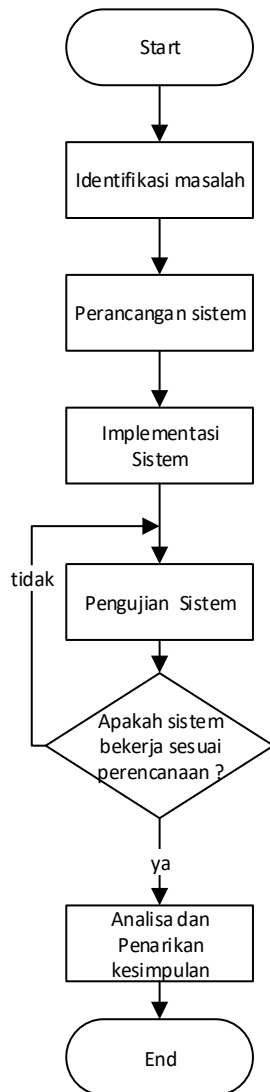 Start
Identifikasi masalah
Perancangan sistem
Implementasi
Sistem
tidak
Pengujian Sistem
Apakah sistem
bekerja sesuai
perencanaan ?
ya
Analisa dan
Penarikan
kesimpulan
End